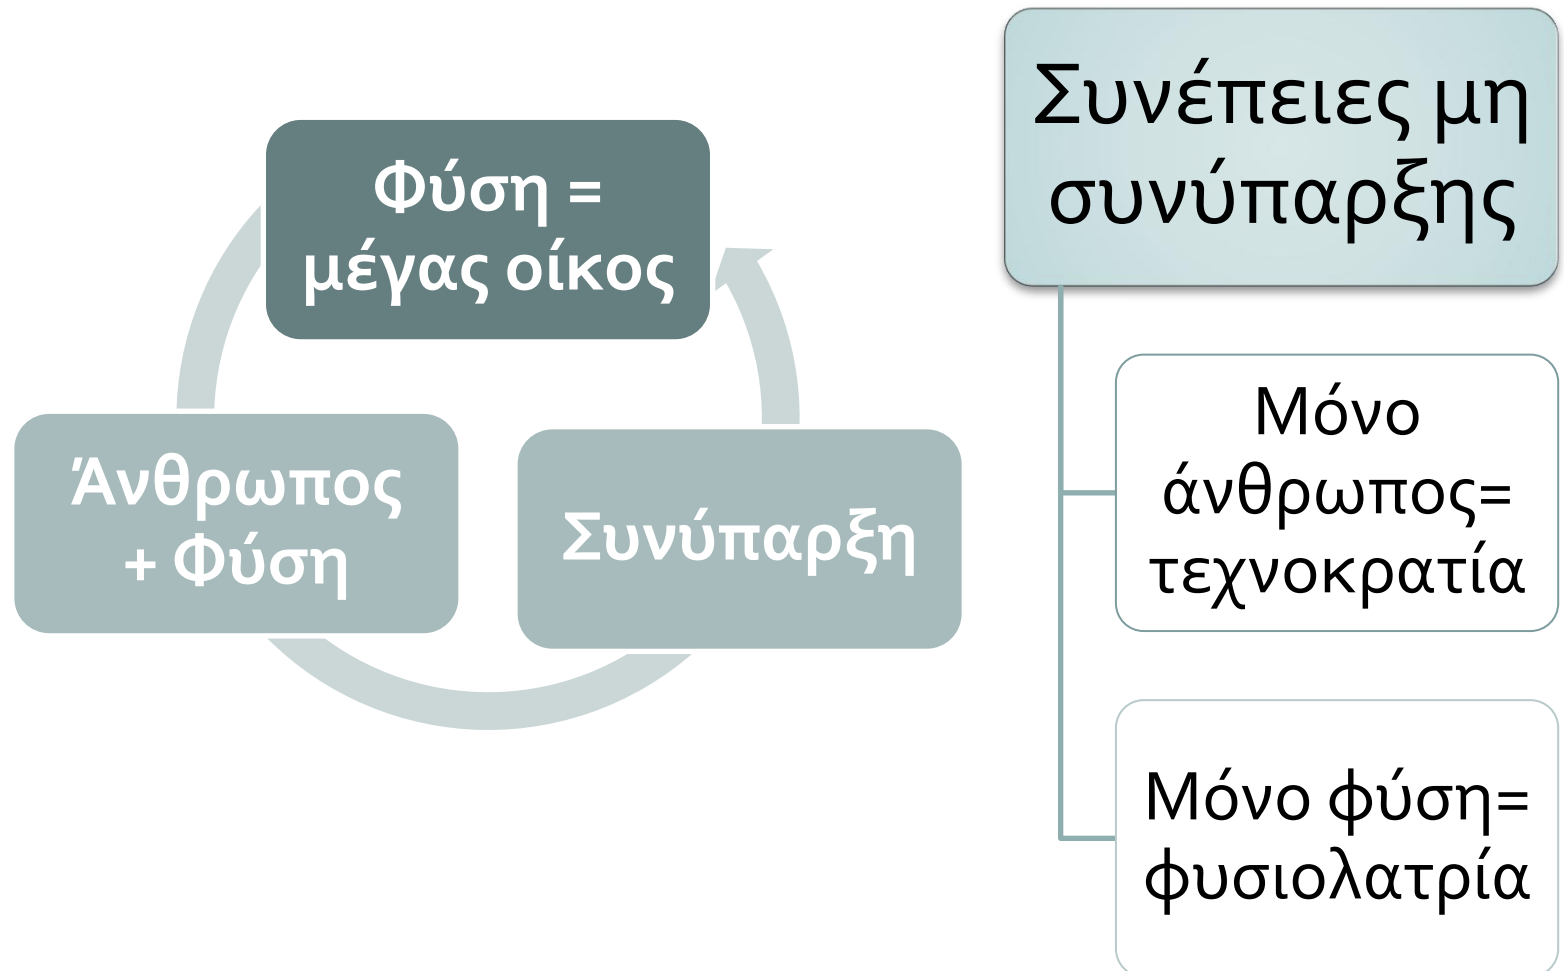 Φύση =
μέγας οίκος
Άνθρωπος
+ Φύση
Συνύπαρξη
Συνέπειες μη
συνύπαρξης
Μόνο
άνθρωπος=
τεχνοκρατία
Μόνο φύση=
φυσιολατρία